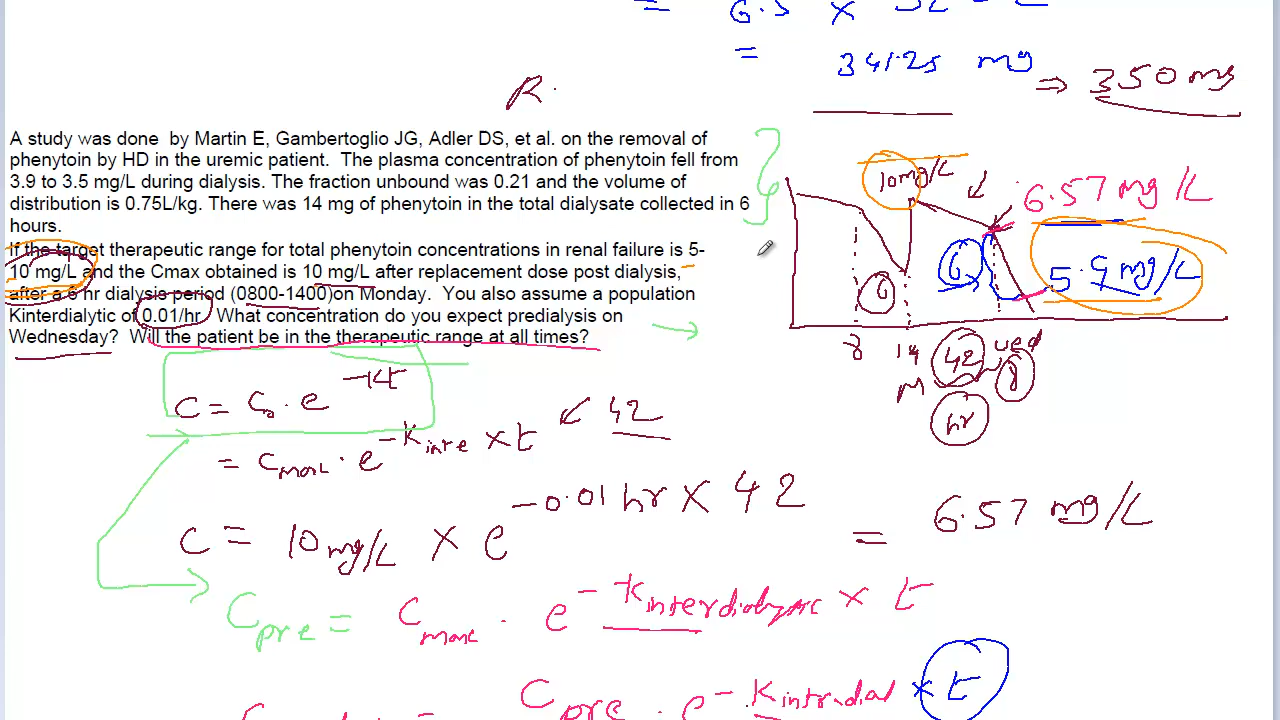 = 6.5 x 52.5 L
= 341.25 mg ⇒ 350 mg
R.
A study was done by Martin E, Gambertoglio JG, Adler DS, et al. on the removal of
phenytoin by HD in the uremic patient. The plasma concentration of phenytoin fell from
3.9 to 3.5 mg/L during dialysis. The fraction unbound was 0.21 and the volume of
distribution is 0.75L/kg. There was 14 mg of phenytoin in the total dialysate collected in 6
hours.
If the target therapeutic range for total phenytoin concentrations in renal failure is 5-
10 mg/L and the Cmax obtained is 10 mg/L after replacement dose post dialysis,
after a 6 hr dialysis period (0800-1400)on Monday. You also assume a population
Kinterdialytic of 0.01/hr. What concentration do you expect predialysis on
Wednesday? Will the patient be in the therapeutic range at all times?
10mg/L
6.57 mg/L
6
5.9 mg/L
6
8 14 42 wed
M 8
hr
C = C0 . e -kt
= Cmax . e -Kinte x t 42
C = 10 mg/L x e -0.01 hr x 42 = 6.57 mg/L
Cpre = Cmax . e -Kinterdialytic x t
Cpre . e -Kintradial x t